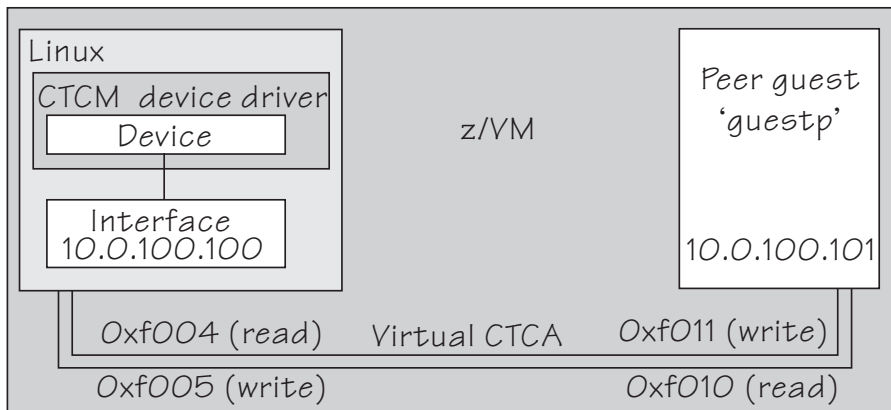 Linux
CTCM device driver
Device
Interface
10.0.100.100
z/VM
Peer guest
‘guestp’
10.0.100.101
0xf004 (read)
Virtual CTCA
0xf011 (write)
0xf005 (write)
0xf010 (read)